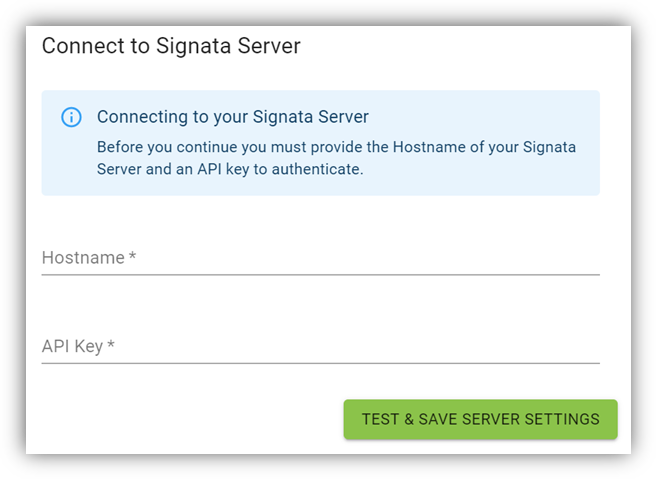 Connect to Signata Server
Connecting to your Signata Server
Before you continue you must provide the Hostname of your Signata
Server and an API key to authenticate.
Hostname *
API Key *
TEST & SAVE SERVER SETTINGS